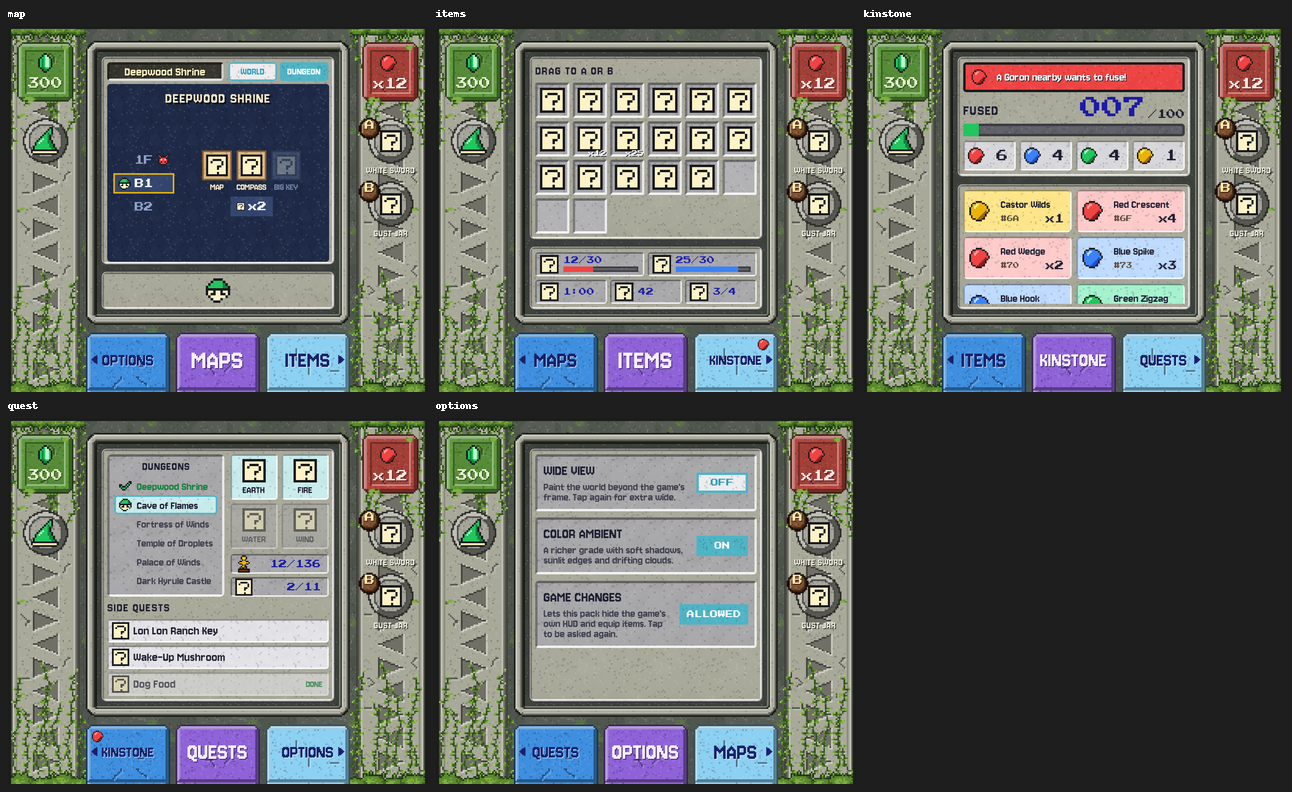 map
300
x12
Deepwood Shrine WORLD DUNGEON
DEEPWOOD SHRINE
1F
B1
B2
? ? ?
MAP COMPASS BIG KEY
? x2
A ?
WHITE SWORD
B ?
GUST-JAR
OPTIONS MAPS ITEMS
items
300
x12
DRAG TO A OR B
? ? ? ? ? ?
? ? ? ? ? ?
x12 x25
? ? ? ? ?
? 12/30 ? 25/30
? 1:00 ? 42 ? 3/4
A ?
WHITE SWORD
B ?
GUST-JAR
MAPS ITEMS KINSTONE
kinstone
300
x12
A Goron nearby wants to fuse!
FUSED 007 /100
6 4 4 1
Castor Wilds
#6A x1
Red Crescent
#6F x4
Red Wedge
#70 x2
Blue Spike
#73 x3
Blue Hook
Green Zigzag
A ?
WHITE SWORD
B ?
GUST-JAR
ITEMS KINSTONE QUESTS
quest
300
x12
DUNGEONS
Deepwood Shrine
Cave of Flames
Fortress of Winds
Temple of Droplets
Palace of Winds
Dark Hyrule Castle
? ?
EARTH FIRE
? ?
WATER WIND
12/136
? 2/11
SIDE QUESTS
? Lon Lon Ranch Key
? Wake-Up Mushroom
? Dog Food DONE
A ?
WHITE SWORD
B ?
GUST-JAR
KINSTONE QUESTS OPTIONS
options
300
x12
WIDE VIEW
Paint the world beyond the game's
frame. Tap again for extra wide.
OFF
COLOR AMBIENT
A richer grade with soft shadows,
sunlit edges and drifting clouds.
ON
GAME CHANGES
Lets this pack hide the game's
own HUD and equip items. Tap
to be asked again.
ALLOWED
A ?
WHITE SWORD
B ?
GUST-JAR
QUESTS OPTIONS MAPS